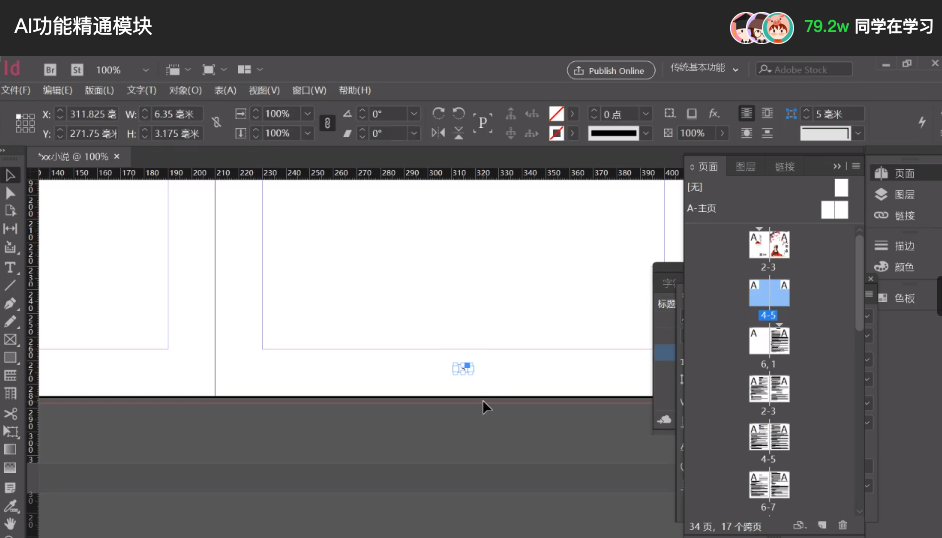 AI功能精通模块
79.2w 同学在学习
Id Br St 100% Publish Online 传统基本功能 Adobe Stock
文件(F) 编辑(E) 版面(L) 文字(T) 对象(O) 表(A) 视图(V) 窗口(W) 帮助(H)
X: 311.825 毫 W: 6.35 毫米 100% 0° 0 点 fx. 5 毫米
Y: 271.75 毫 H: 3.175 毫米 100% 0° P 100%
*xx小说 @ 100% ×
140 150 160 170 180 190 200 210 220 230 240 250 260 270 280 290 300 310 320 330 340 350 360 370 380 390 400
页面 图层 链接
[无]
A-主页
A A
2-3
A A
4-5
A A
6, 1
A A
2-3
A A
4-5
A A
6-7
34 页，17 个跨页
标题
页面
图层
链接
描边
颜色
色板